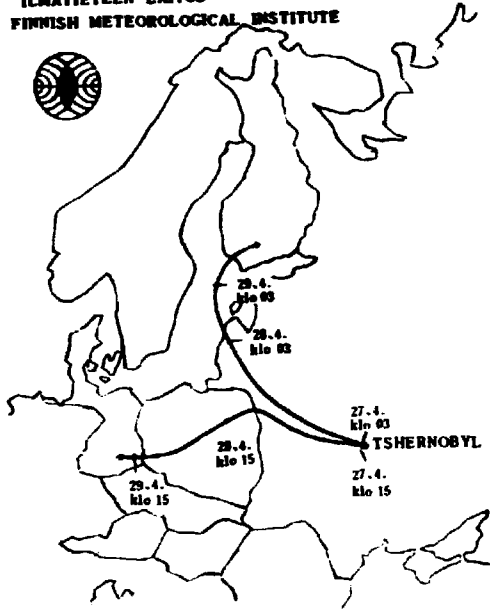 FINNISH METEOROLOGICAL INSTITUTE
29.4.
klo 03
28.4.
klo 03
27.4.
klo 03
TSHERNOBYL
28.4.
klo 15
27.4.
klo 15
29.4.
klo 15